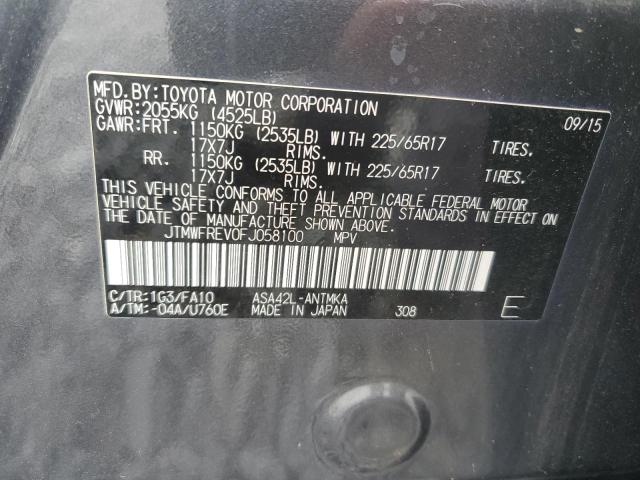 MFD.BY:TOYOTA MOTOR CORPORATION 09/15
GVWR:2055KG (4525LB)
GAWR:FRT. 1150KG (2535LB) WITH 225/65R17 TIRES.
17X7J RIMS.
RR. 1150KG (2535LB) WITH 225/65R17 TIRES.
17X7J RIMS.
THIS VEHICLE CONFORMS TO ALL APPLICABLE FEDERAL MOTOR
VEHICLE SAFETY AND THEFT PREVENTION STANDARDS IN EFFECT ON
THE DATE OF MANUFACTURE SHOWN ABOVE.
JTMWFREV0FJ058100 MPV
C/TR:1G3/FA10 ASA42L-ANTMKA
A/TM:-04A/U760E MADE IN JAPAN 308 E